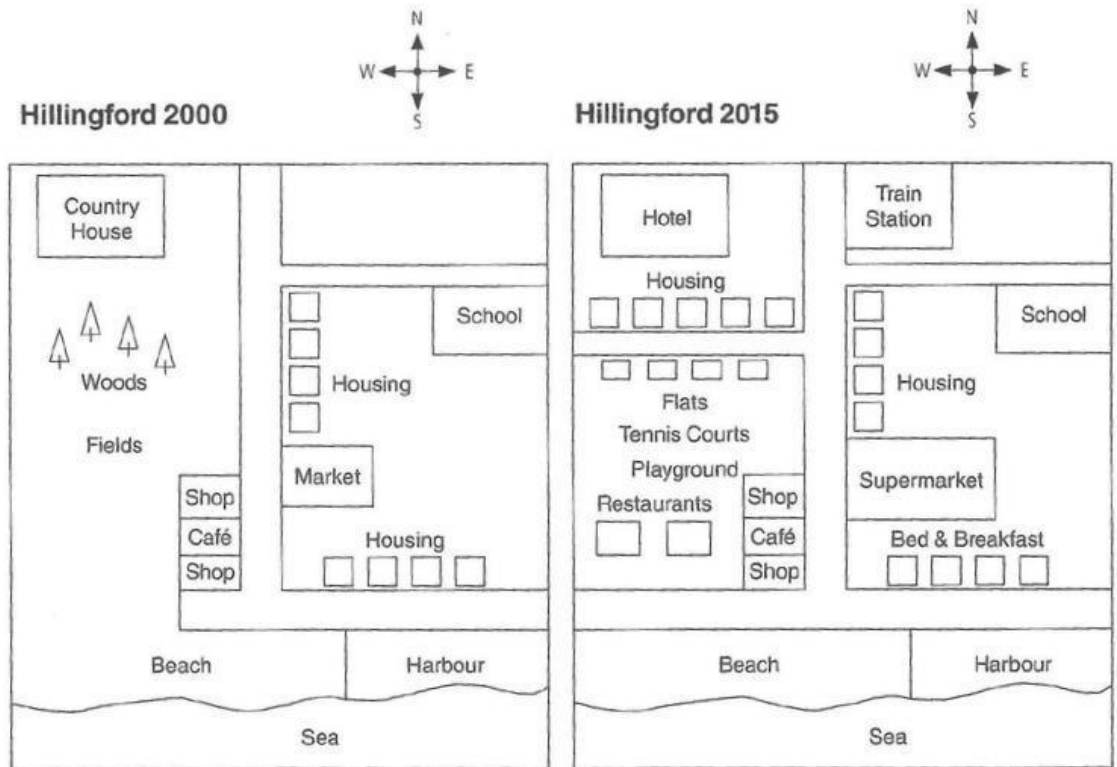 N
W E
S
Hillingford 2000
Country
House
School
Woods
Housing
Fields
Market
Shop
Café
Shop
Housing
Beach
Harbour
Sea
N
W E
S
Hillingford 2015
Hotel
Train
Station
Housing
School
Housing
Flats
Tennis Courts
Playground
Restaurants
Shop
Café
Shop
Supermarket
Bed & Breakfast
Beach
Harbour
Sea